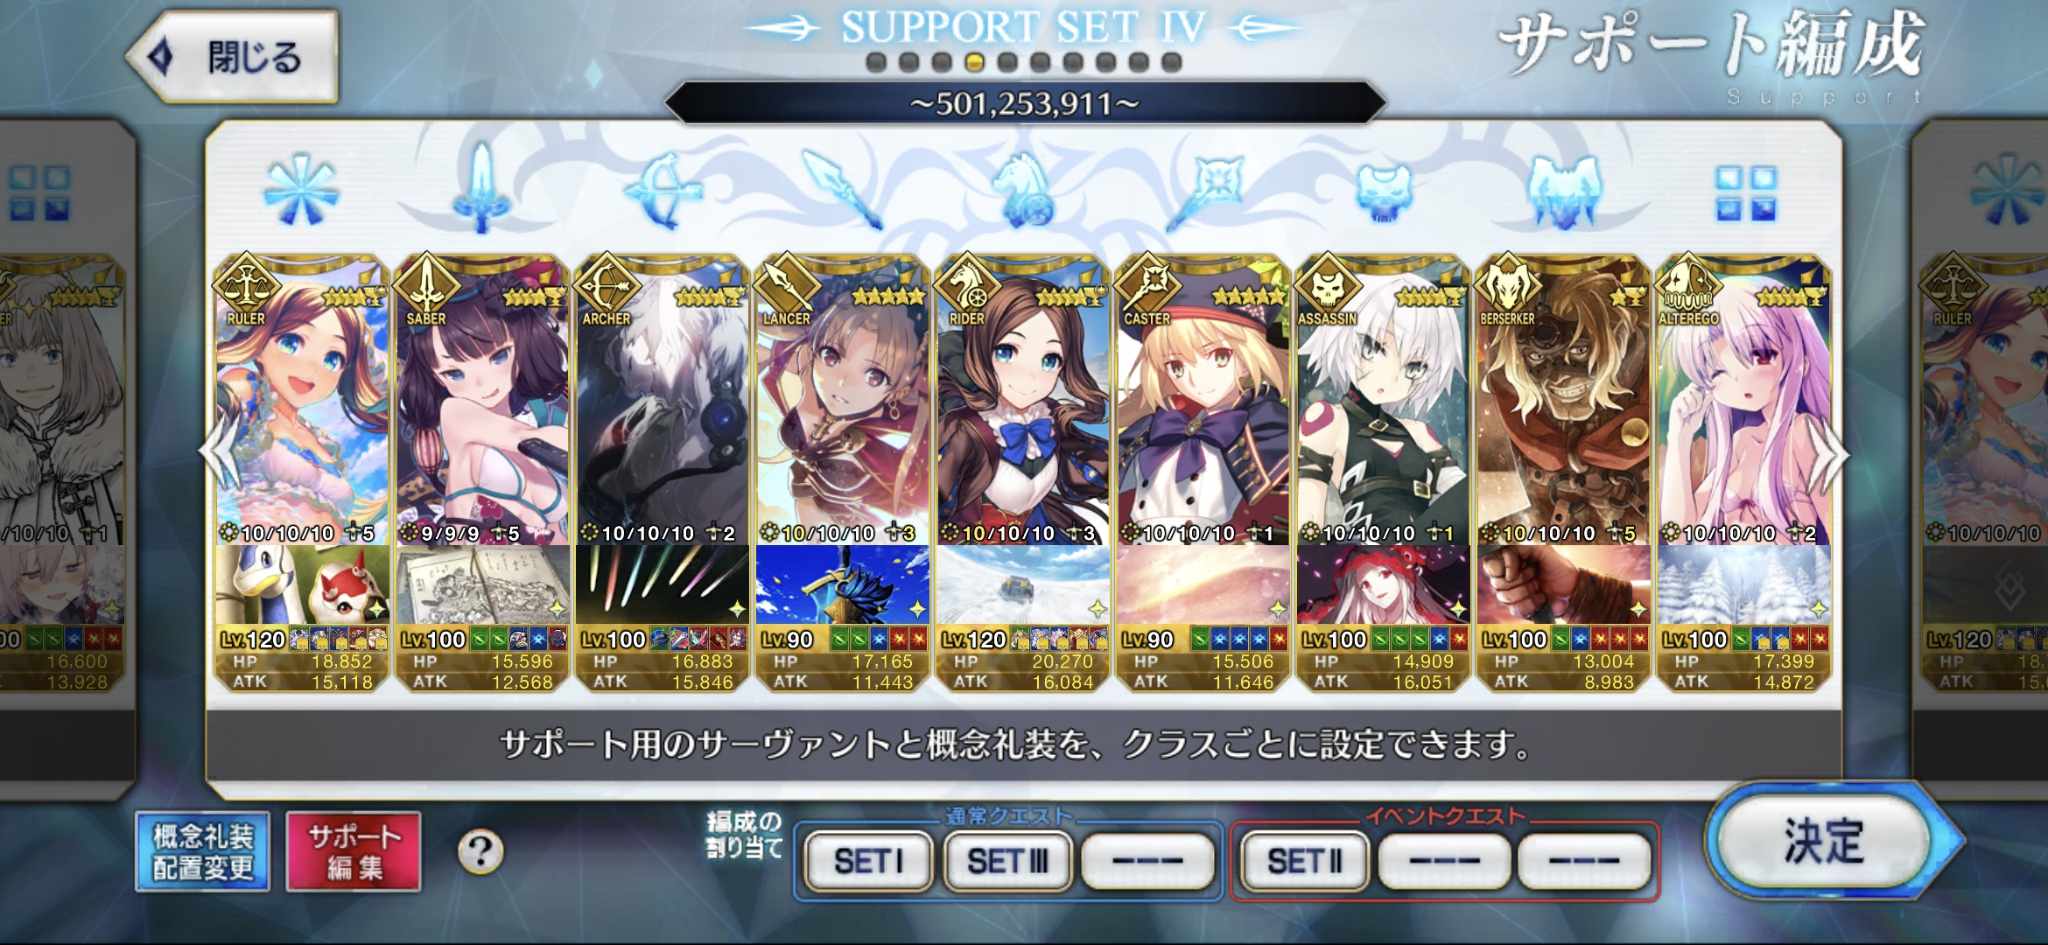 閉じる
SUPPORT SET IV
サポート編成
Support
～501,253,911～
RULER
SABER
ARCHER
LANCER
RIDER
CASTER
ASSASSIN
BERSERKER
ALTEREGO
RULER
/10/10 1
10/10/10 5
9/9/9 5
10/10/10 2
10/10/10 3
10/10/10 3
10/10/10 1
10/10/10 1
10/10/10 5
10/10/10 2
10/10/10
Lv.120
Lv.100
Lv.100
Lv.90
Lv.120
Lv.90
Lv.100
Lv.100
Lv.100
Lv.120
16,600
HP 18,852
HP 15,596
HP 16,883
HP 17,165
HP 20,270
HP 15,506
HP 14,909
HP 13,004
HP 17,399
HP
13,928
ATK 15,118
ATK 12,568
ATK 15,846
ATK 11,443
ATK 16,084
ATK 11,646
ATK 16,051
ATK 8,983
ATK 14,872
ATK
サポート用のサーヴァントと概念礼装を、クラスごとに設定できます。
概念礼装
配置変更
サポート
編集
?
編成の
割り当て
通常クエスト
SET I
SET III
---
イベントクエスト
SET II
---
---
決定